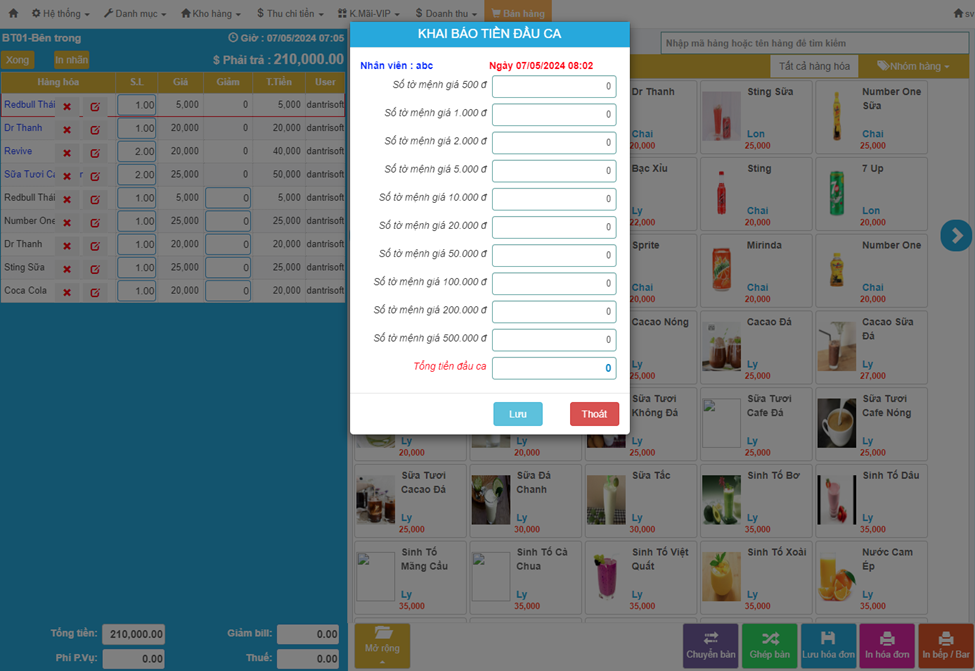 Hệ thống
Danh mục
Kho hàng
$ Thu chi tiền
K.Mãi-VIP
$ Doanh thu
Bán hàng
sv
BT01-Bên trong
Giờ : 07/05/2024 07:05
Xong
In nhãn
$ Phải trả : 210,000.00
Hàng hóa S.L Giá Giảm T.Tiền User
Redbull Thái 1.00 5,000 0 5,000 dantrisoft
Dr Thanh 1.00 20,000 0 20,000 dantrisoft
Revive 2.00 20,000 0 40,000 dantrisoft
Sữa Tươi Ca 2.00 25,000 0 50,000 dantrisoft
Redbull Thái 1.00 5,000 0 5,000 dantrisoft
Number One 1.00 25,000 0 25,000 dantrisoft
Dr Thanh 1.00 20,000 0 20,000 dantrisoft
Sting Sữa 1.00 25,000 0 25,000 dantrisoft
Coca Cola 1.00 20,000 0 20,000 dantrisoft
Tổng tiền: 210,000.00 Giảm bill: 0.00
Phí P.Vụ: 0.00 Thuế: 0.00
KHAI BÁO TIỀN ĐẦU CA
Nhân viên : abc Ngày 07/05/2024 08:02
Số tờ mệnh giá 500 đ 0
Số tờ mệnh giá 1.000 đ 0
Số tờ mệnh giá 2.000 đ 0
Số tờ mệnh giá 5.000 đ 0
Số tờ mệnh giá 10.000 đ 0
Số tờ mệnh giá 20.000 đ 0
Số tờ mệnh giá 50.000 đ 0
Số tờ mệnh giá 100.000 đ 0
Số tờ mệnh giá 200.000 đ 0
Số tờ mệnh giá 500.000 đ 0
Tổng tiền đầu ca 0
Lưu Thoát
Nhập mã hàng hoặc tên hàng để tìm kiếm
Tất cả hàng hóa
Nhóm hàng
Dr Thanh
Chai
20,000
Sting Sữa
Lon
25,000
Number One
Sữa
Chai
25,000
Bạc Xíu
Ly
22,000
Sting
Chai
20,000
7 Up
Lon
20,000
Sprite
Chai
20,000
Mirinda
Chai
20,000
Number One
Chai
20,000
Cacao Nóng
Ly
25,000
Cacao Đá
Ly
25,000
Cacao Sữa
Đá
Ly
27,000
Ly
20,000
Ly
20,000
Sữa Tươi
Không Đá
Ly
25,000
Sữa Tươi
Cafe Đá
Ly
25,000
Sữa Tươi
Cafe Nóng
Ly
25,000
Sữa Tươi
Cacao Đá
Ly
25,000
Sữa Đá
Chanh
Ly
30,000
Sữa Tắc
Ly
30,000
Sinh Tố Bơ
Ly
35,000
Sinh Tố Dâu
Ly
35,000
Sinh Tố
Mãng Cầu
Ly
35,000
Sinh Tố Cà
Chua
Ly
35,000
Sinh Tố Việt
Quất
Ly
35,000
Sinh Tố Xoài
Ly
35,000
Nước Cam
Ép
Ly
35,000
Mở rộng
Chuyển bàn
Ghép bàn
Lưu hóa đơn
In hóa đơn
In bếp / Bar